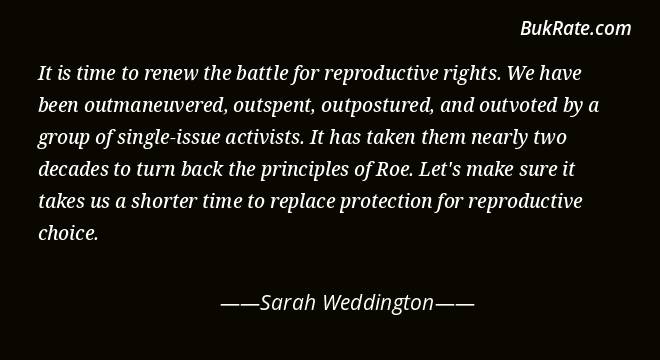 BukRate.com
It is time to renew the battle for reproductive rights. We have
been outmaneuvered, outspent, outpostured, and outvoted by a
group of single-issue activists. It has taken them nearly two
decades to turn back the principles of Roe. Let's make sure it
takes us a shorter time to replace protection for reproductive
choice.
——Sarah Weddington——